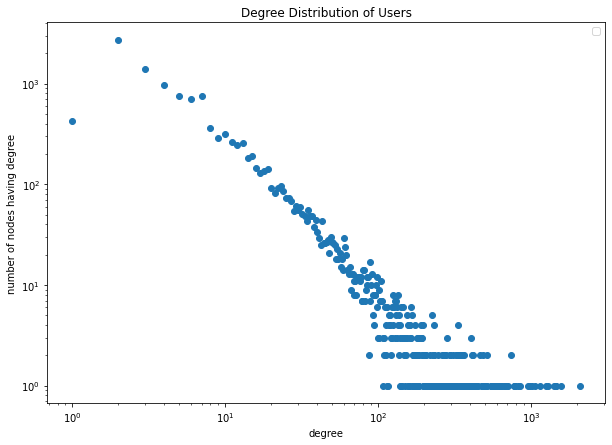 Degree Distribution of Users
number of nodes having degree
10³
10²
10¹
10⁰
10⁰ 10¹ 10² 10³
degree